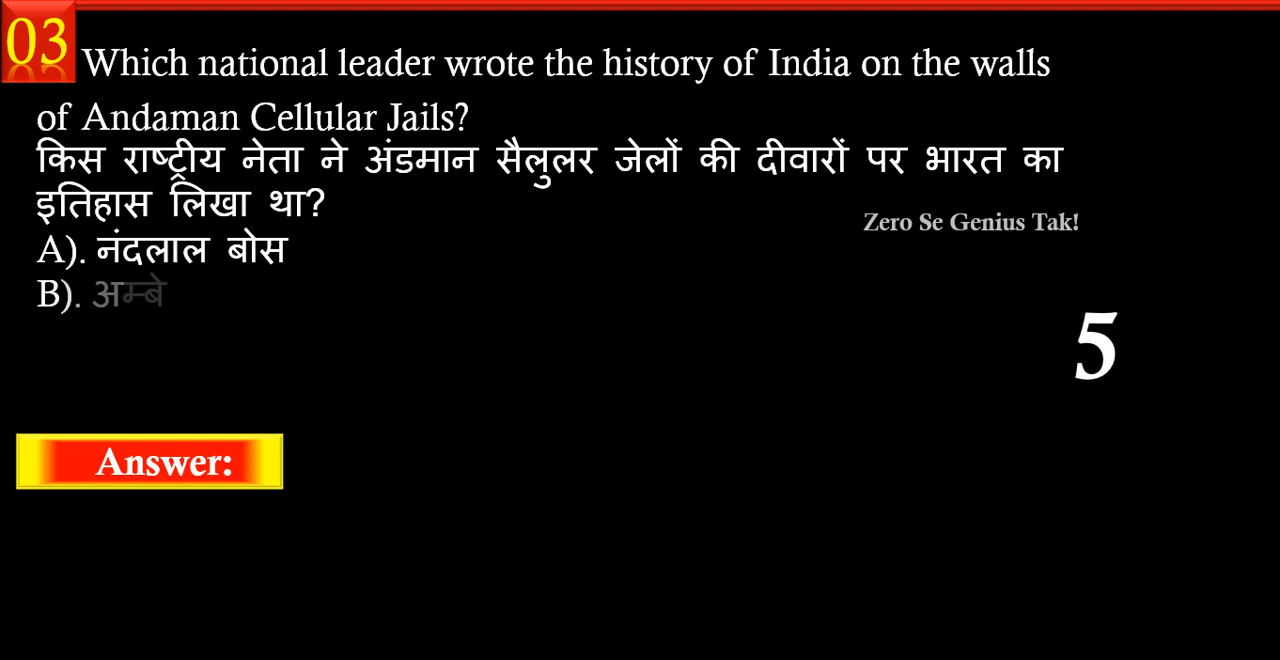 03
Which national leader wrote the history of India on the walls
of Andaman Cellular Jails?
किस राष्ट्रीय नेता ने अंडमान सैलुलर जेलों की दीवारों पर भारत का
इतिहास लिखा था?
Zero Se Genius Tak!
A). नंदलाल बोस
B). अम्बे
5
Answer: